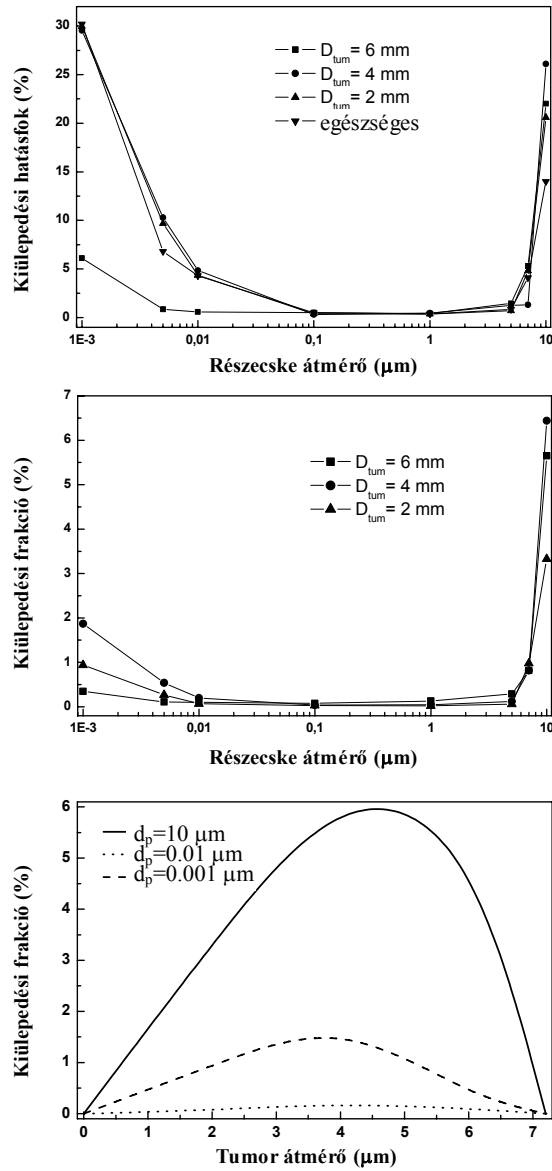 30
25
20
15
10
5
0
Kiülepedési hatásfok (%)
D_tum = 6 mm
D_tum = 4 mm
D_tum = 2 mm
egészséges
1E-3 0,01 0,1 1 10
Részecske átmérő (μm)
7
6
5
4
3
2
1
0
Kiülepedési frakció (%)
D_tum = 6 mm
D_tum = 4 mm
D_tum = 2 mm
1E-3 0,01 0,1 1 10
Részecske átmérő (μm)
6
5
4
3
2
1
0
Kiülepedési frakció (%)
d_p=10 μm
d_p=0.01 μm
d_p=0.001 μm
0 1 2 3 4 5 6 7
Tumor átmérő (μm)